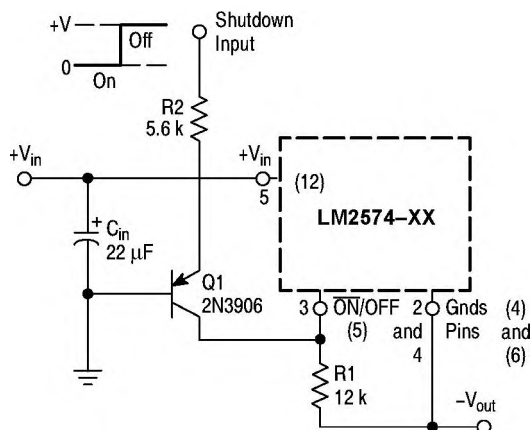 +V
Off
0
On
Shutdown
Input
R2
5.6 k
+Vin
+Vin
5
(12)
LM2574–XX
+
Cin
22 µF
Q1
2N3906
3
O̅N̅/OFF
(5)
2
and
4
Gnds
Pins
(4)
and
(6)
R1
12 k
–Vout